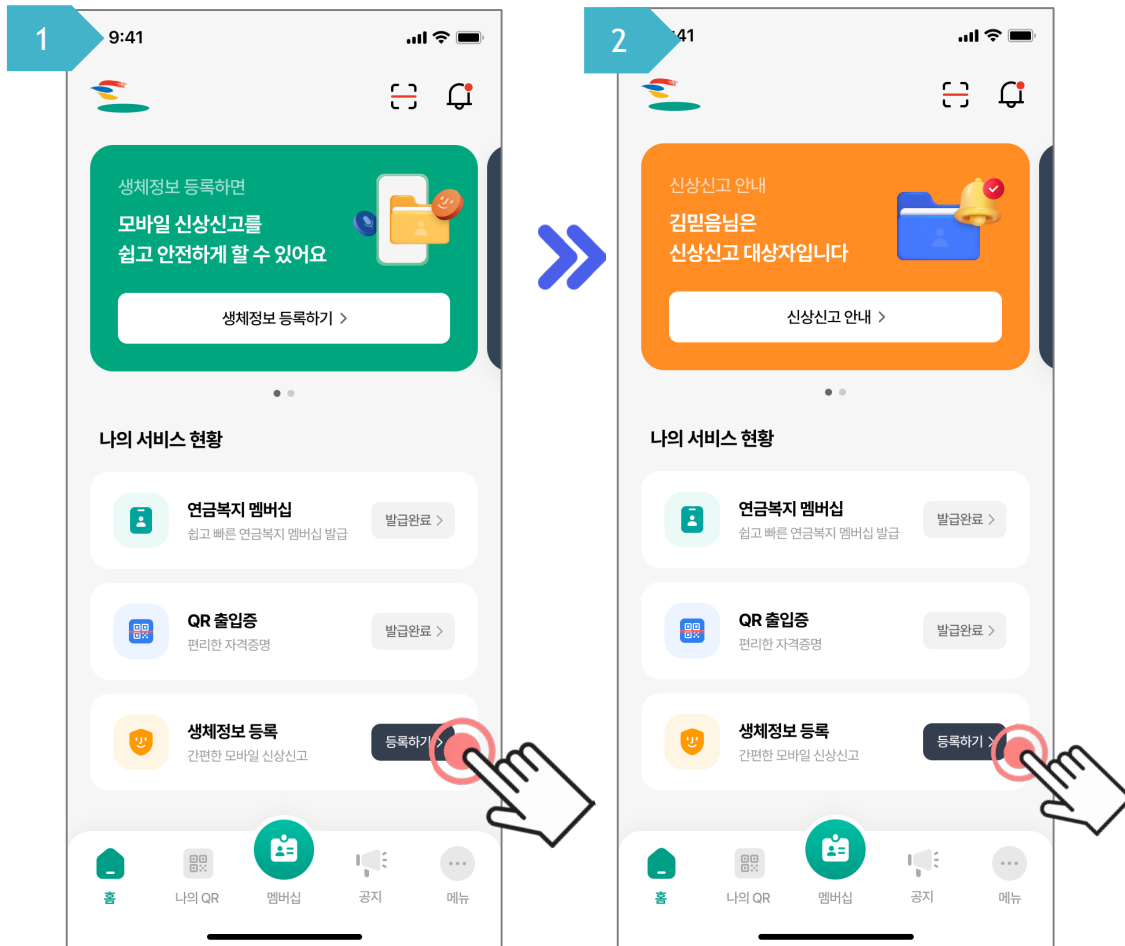 1
9:41
생체정보 등록하면
모바일 신상신고를
쉽고 안전하게 할 수 있어요
생체정보 등록하기 >
나의 서비스 현황
연금복지 멤버십
쉽고 빠른 연금복지 멤버십 발급
발급완료 >
QR 출입증
편리한 자격증명
발급완료 >
생체정보 등록
간편한 모바일 신상신고
등록하기 >
홈
나의 QR
멤버십
공지
메뉴
2
:41
신상신고 안내
김믿음님은
신상신고 대상자입니다
신상신고 안내 >
나의 서비스 현황
연금복지 멤버십
쉽고 빠른 연금복지 멤버십 발급
발급완료 >
QR 출입증
편리한 자격증명
발급완료 >
생체정보 등록
간편한 모바일 신상신고
등록하기 >
홈
나의 QR
멤버십
공지
메뉴